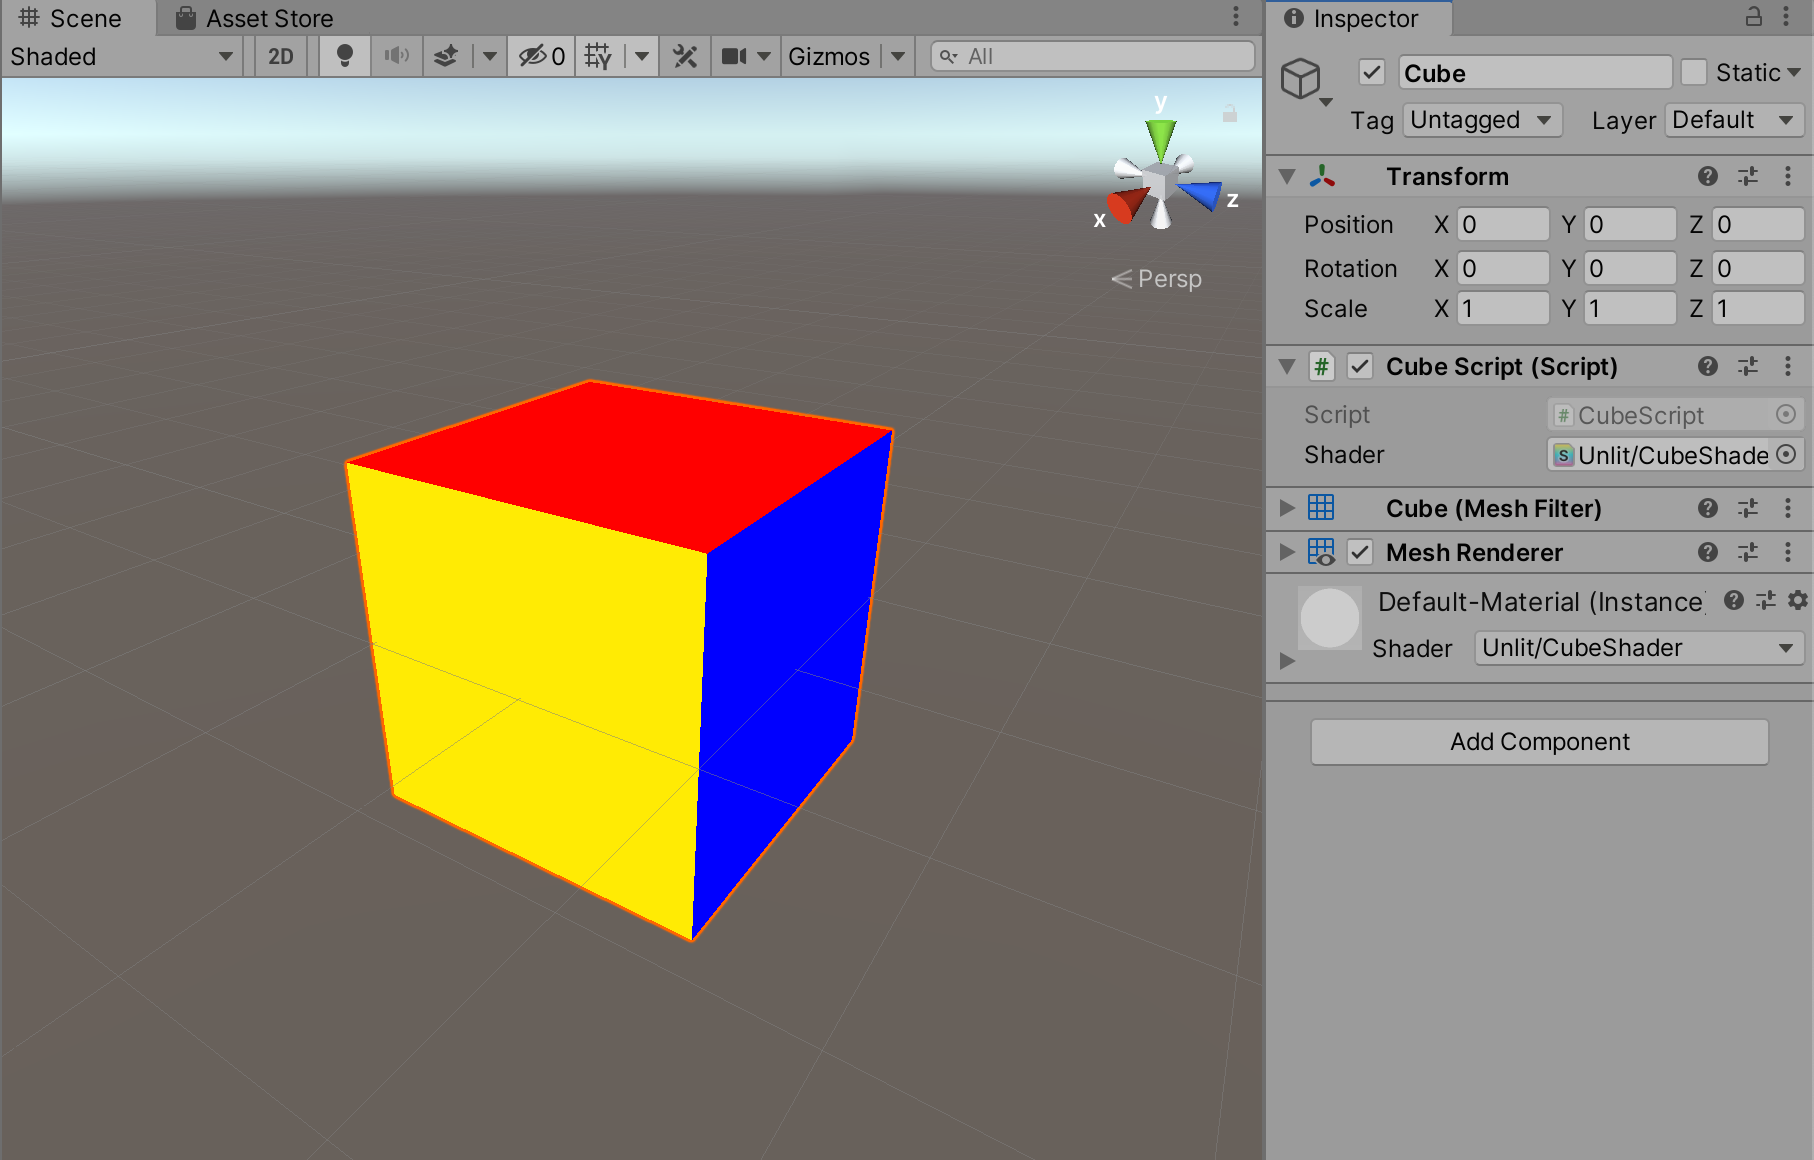 Scene
Asset Store
Shaded
2D
0
Gizmos
All
y
x
z
Persp
Inspector
Cube
Static
Tag Untagged Layer Default
Transform
Position X 0 Y 0 Z 0
Rotation X 0 Y 0 Z 0
Scale X 1 Y 1 Z 1
# Cube Script (Script)
Script # CubeScript
Shader S Unlit/CubeShade
Cube (Mesh Filter)
Mesh Renderer
Default-Material (Instance
Shader Unlit/CubeShader
Add Component